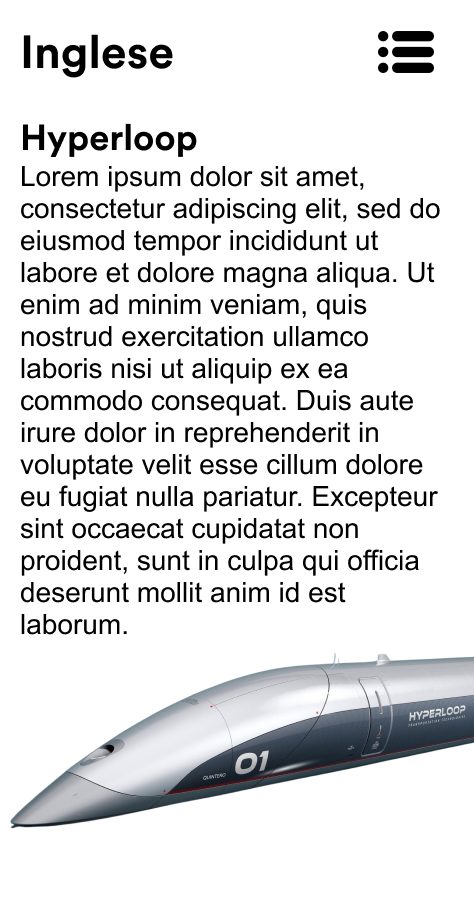 Inglese
Hyperloop
Lorem ipsum dolor sit amet,
consectetur adipiscing elit, sed do
eiusmod tempor incididunt ut
labore et dolore magna aliqua. Ut
enim ad minim veniam, quis
nostrud exercitation ullamco
laboris nisi ut aliquip ex ea
commodo consequat. Duis aute
irure dolor in reprehenderit in
voluptate velit esse cillum dolore
eu fugiat nulla pariatur. Excepteur
sint occaecat cupidatat non
proident, sunt in culpa qui officia
deserunt mollit anim id est
laborum.
HYPERLOOP
TRANSPORTATION TECHNOLOGIES
QUINTERO 01